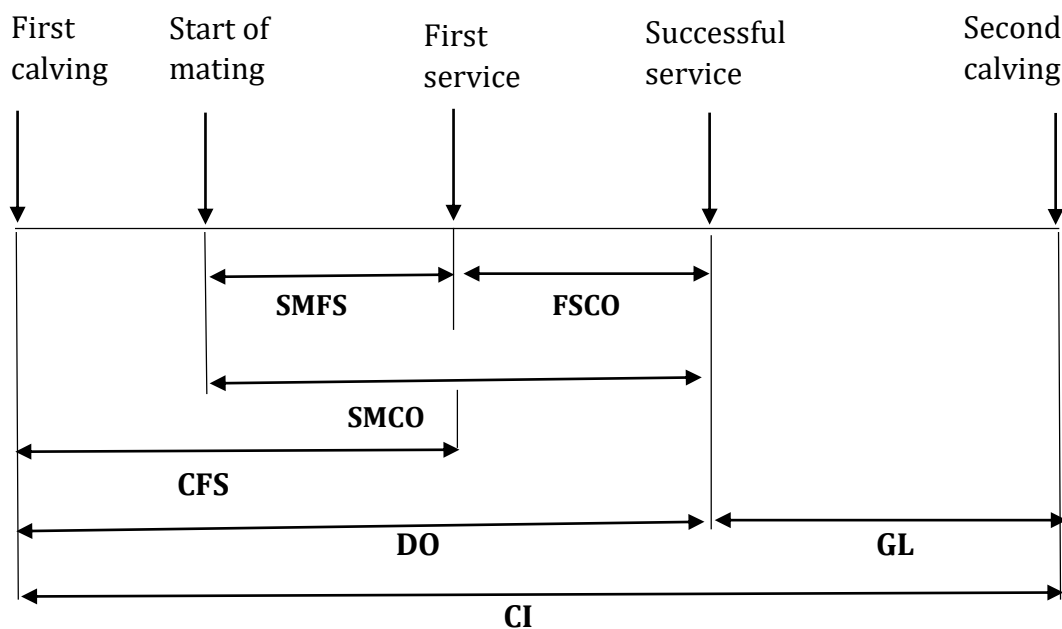 First
calving
Start of
mating
First
service
Successful
service
Second
calving
SMFS
FSCO
SMCO
CFS
DO
GL
CI